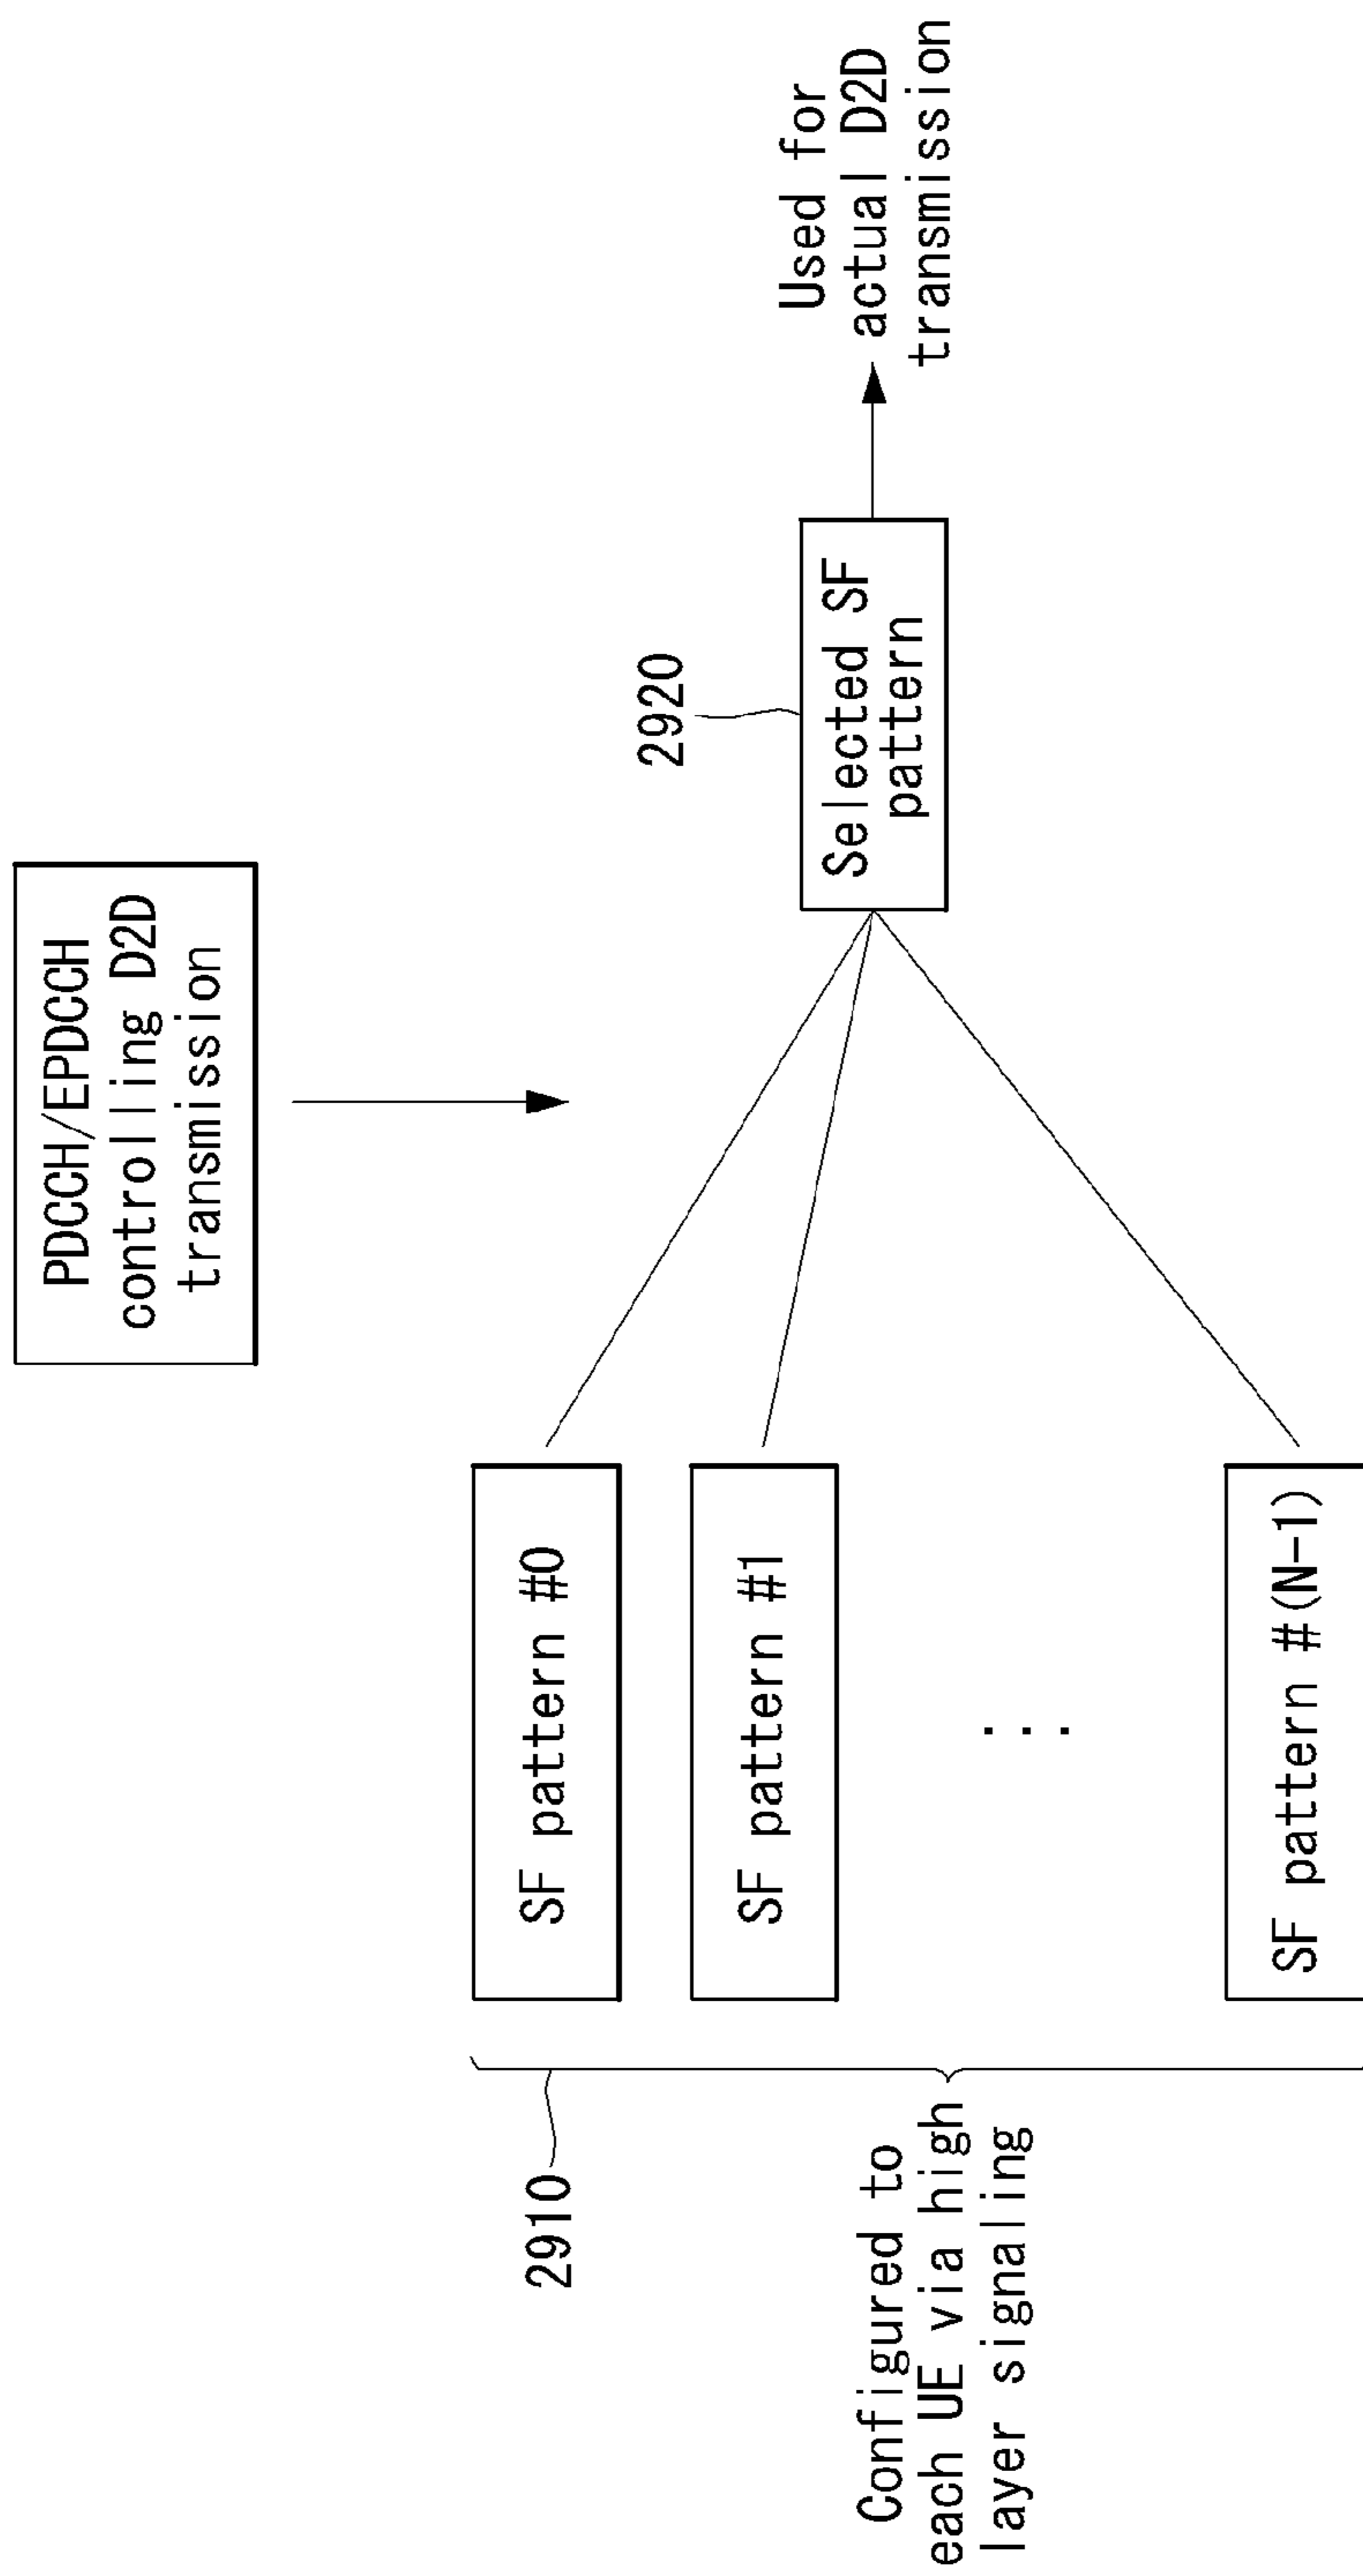 PDCCH/EPDCCH
controlling D2D
transmission
2910
SF pattern #0
SF pattern #1
...
SF pattern #(N-1)
Configured to
each UE via high
layer signaling
2920
Selected SF
pattern
Used for
actual D2D
transmission